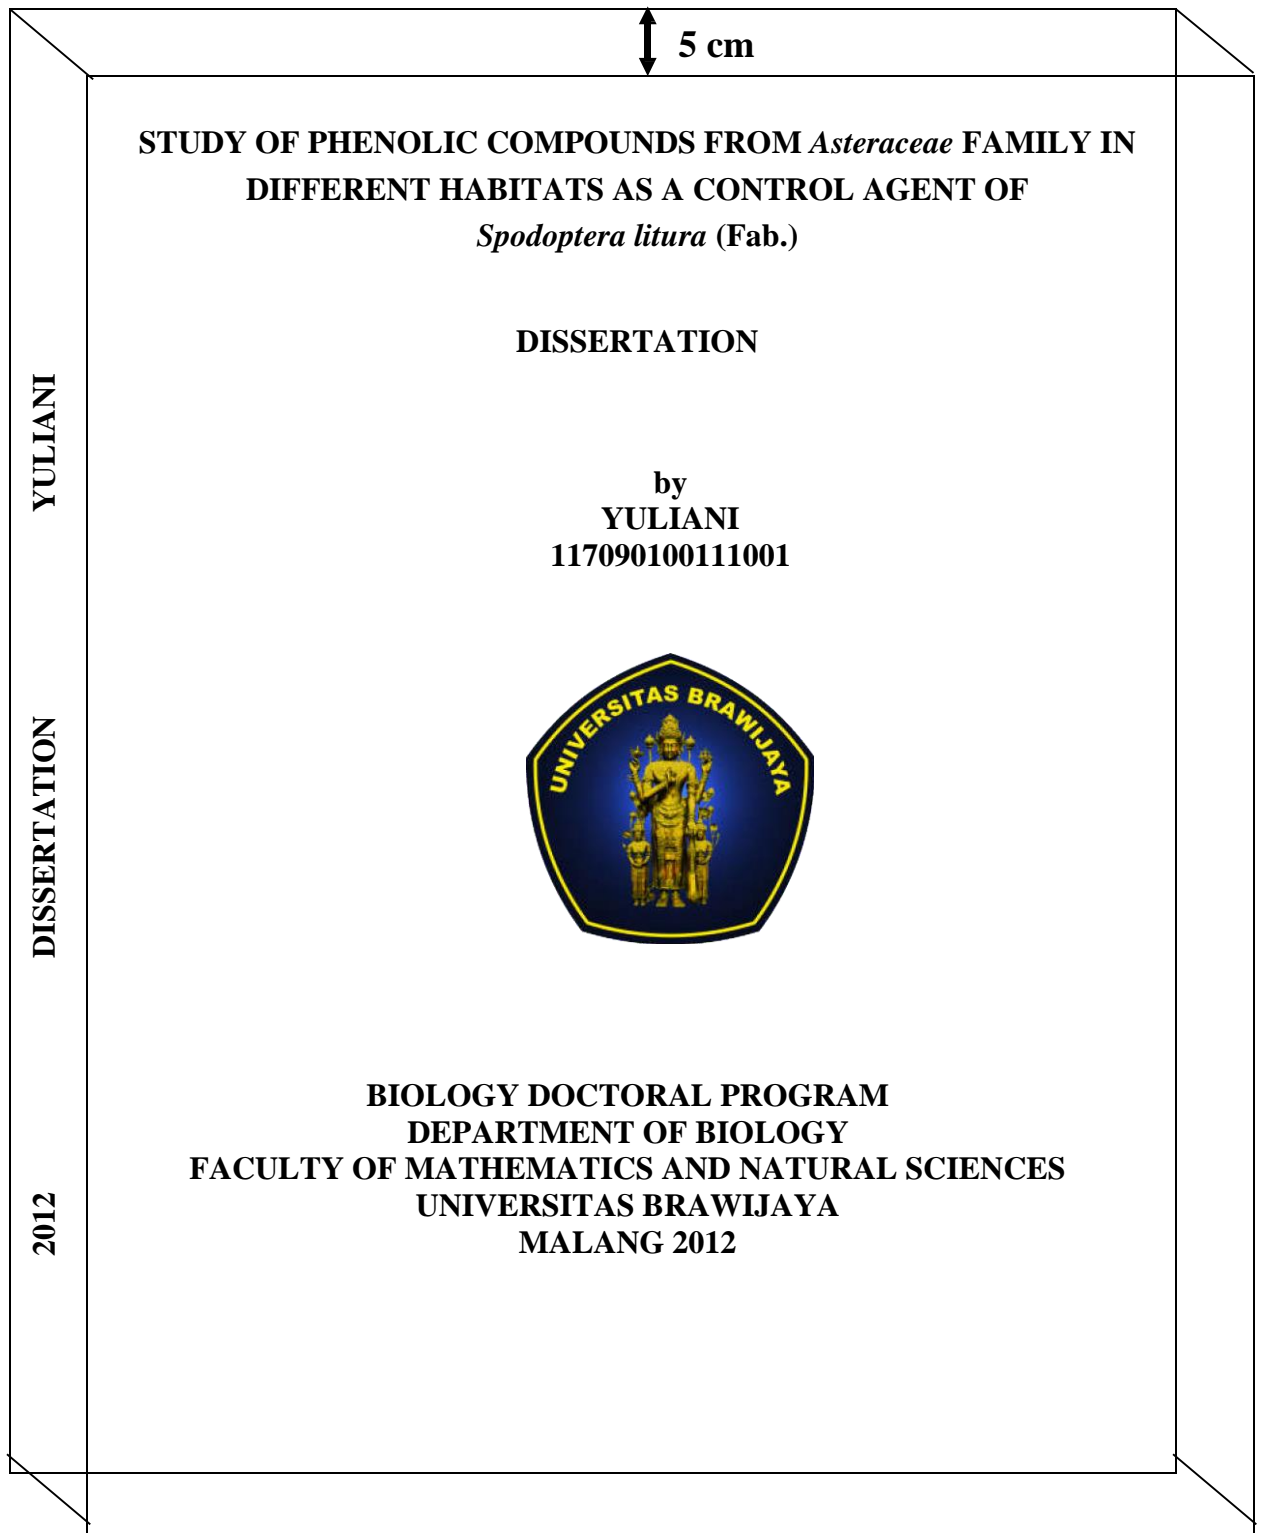 5 cm
STUDY OF PHENOLIC COMPOUNDS FROM Asteraceae FAMILY IN
DIFFERENT HABITATS AS A CONTROL AGENT OF
Spodoptera litura (Fab.)
DISSERTATION
by
YULIANI
117090100111001
UNIVERSITAS BRAWIJAYA
BIOLOGY DOCTORAL PROGRAM
DEPARTMENT OF BIOLOGY
FACULTY OF MATHEMATICS AND NATURAL SCIENCES
UNIVERSITAS BRAWIJAYA
MALANG 2012
YULIANI
DISSERTATION
2012